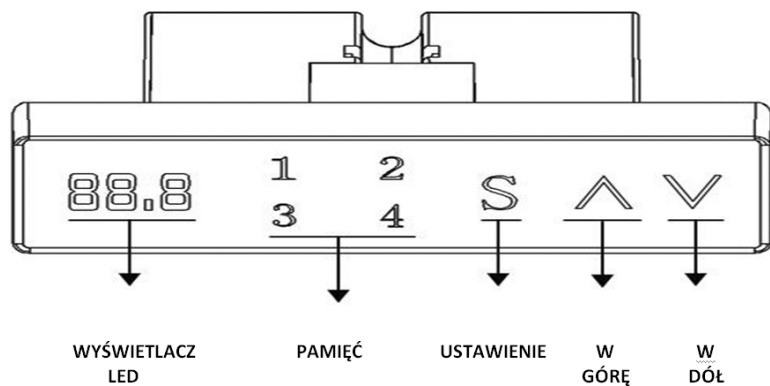 88.8
1 2
3 4
S
WYŚWIETLACZ LED
PAMIĘĆ
USTAWIENIE
W GÓRĘ
W DÓŁ